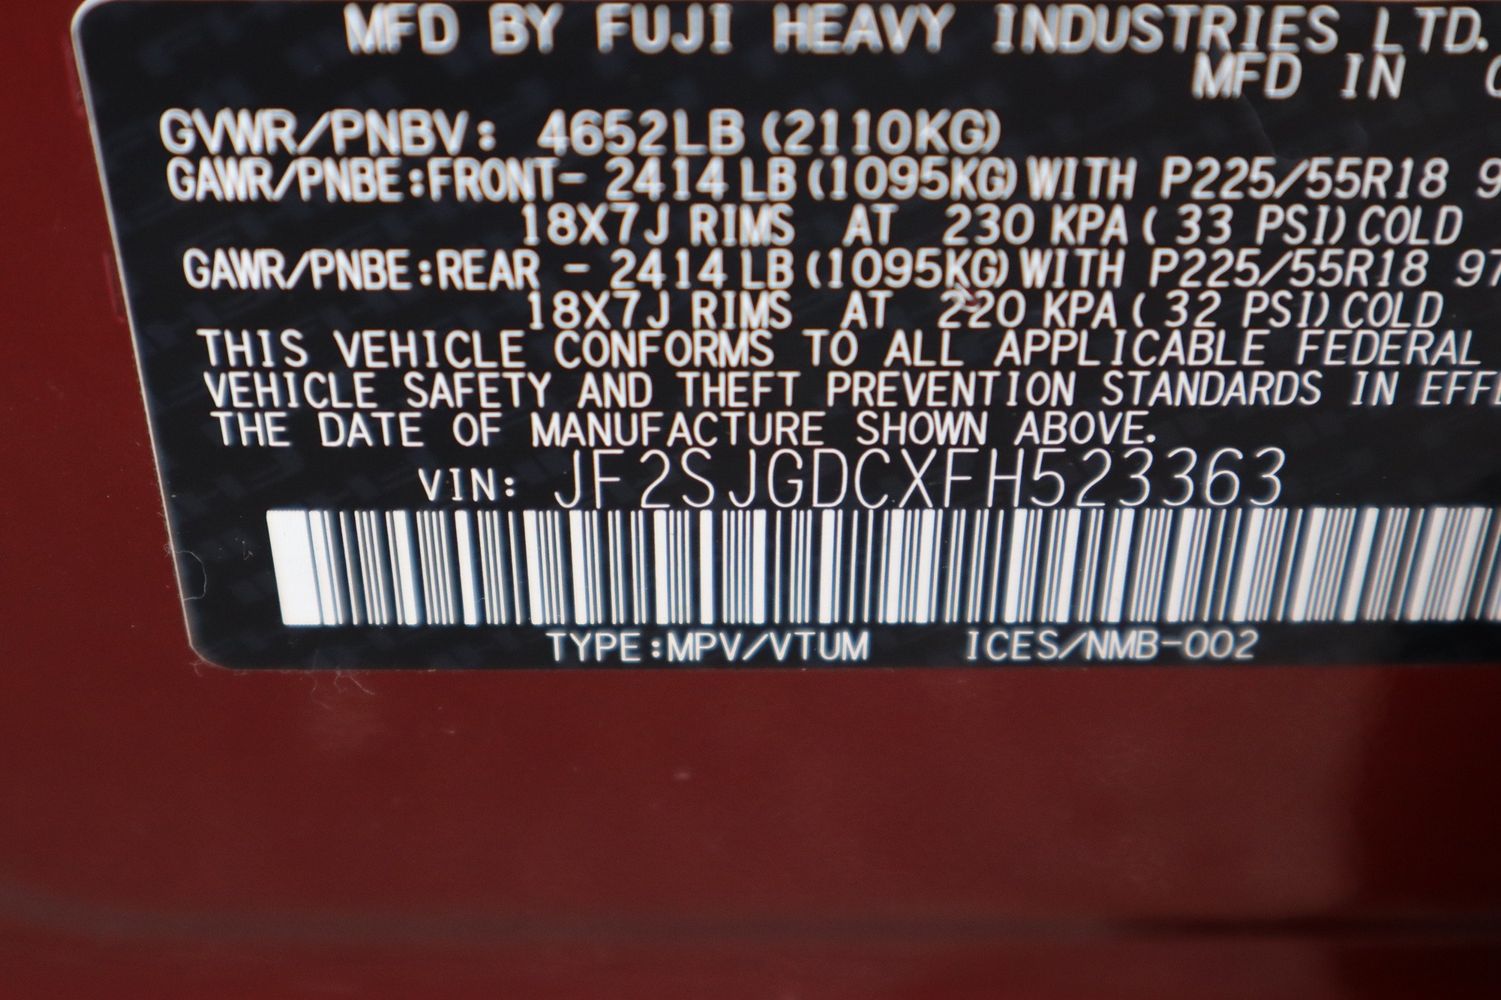 MFD BY FUJI HEAVY INDUSTRIES LTD.
MFD IN
GVWR/PNBV: 4652LB (2110KG)
GAWR/PNBE:FRONT- 2414 LB (1095KG) WITH P225/55R18 9
18X7J RIMS AT 230 KPA ( 33 PSI) COLD
GAWR/PNBE:REAR - 2414 LB (1095KG) WITH P225/55R18 97
18X7J RIMS AT 220 KPA ( 32 PSI) COLD
THIS VEHICLE CONFORMS TO ALL APPLICABLE FEDERAL
VEHICLE SAFETY AND THEFT PREVENTION STANDARDS IN EFFE
THE DATE OF MANUFACTURE SHOWN ABOVE.
VIN: JF2SJGDCXFH523363
TYPE:MPV/VTUM ICES/NMB-002